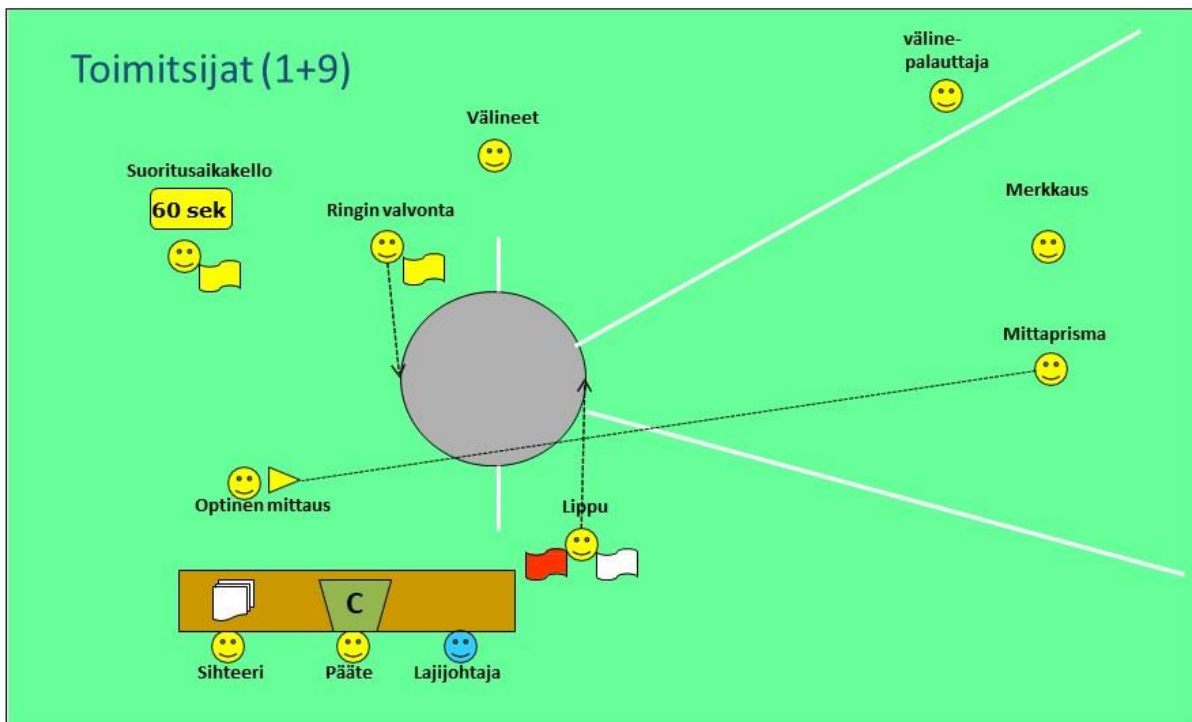 Toimitsijat (1+9)
väline-
palauttaja
Välineet
Suoritusaikakello
60 sek
Ringin valvonta
Merkkaus
Mittaprisma
Optinen mittaus
Lippu
C
Sihteeri
Pääte
Lajijohtaja